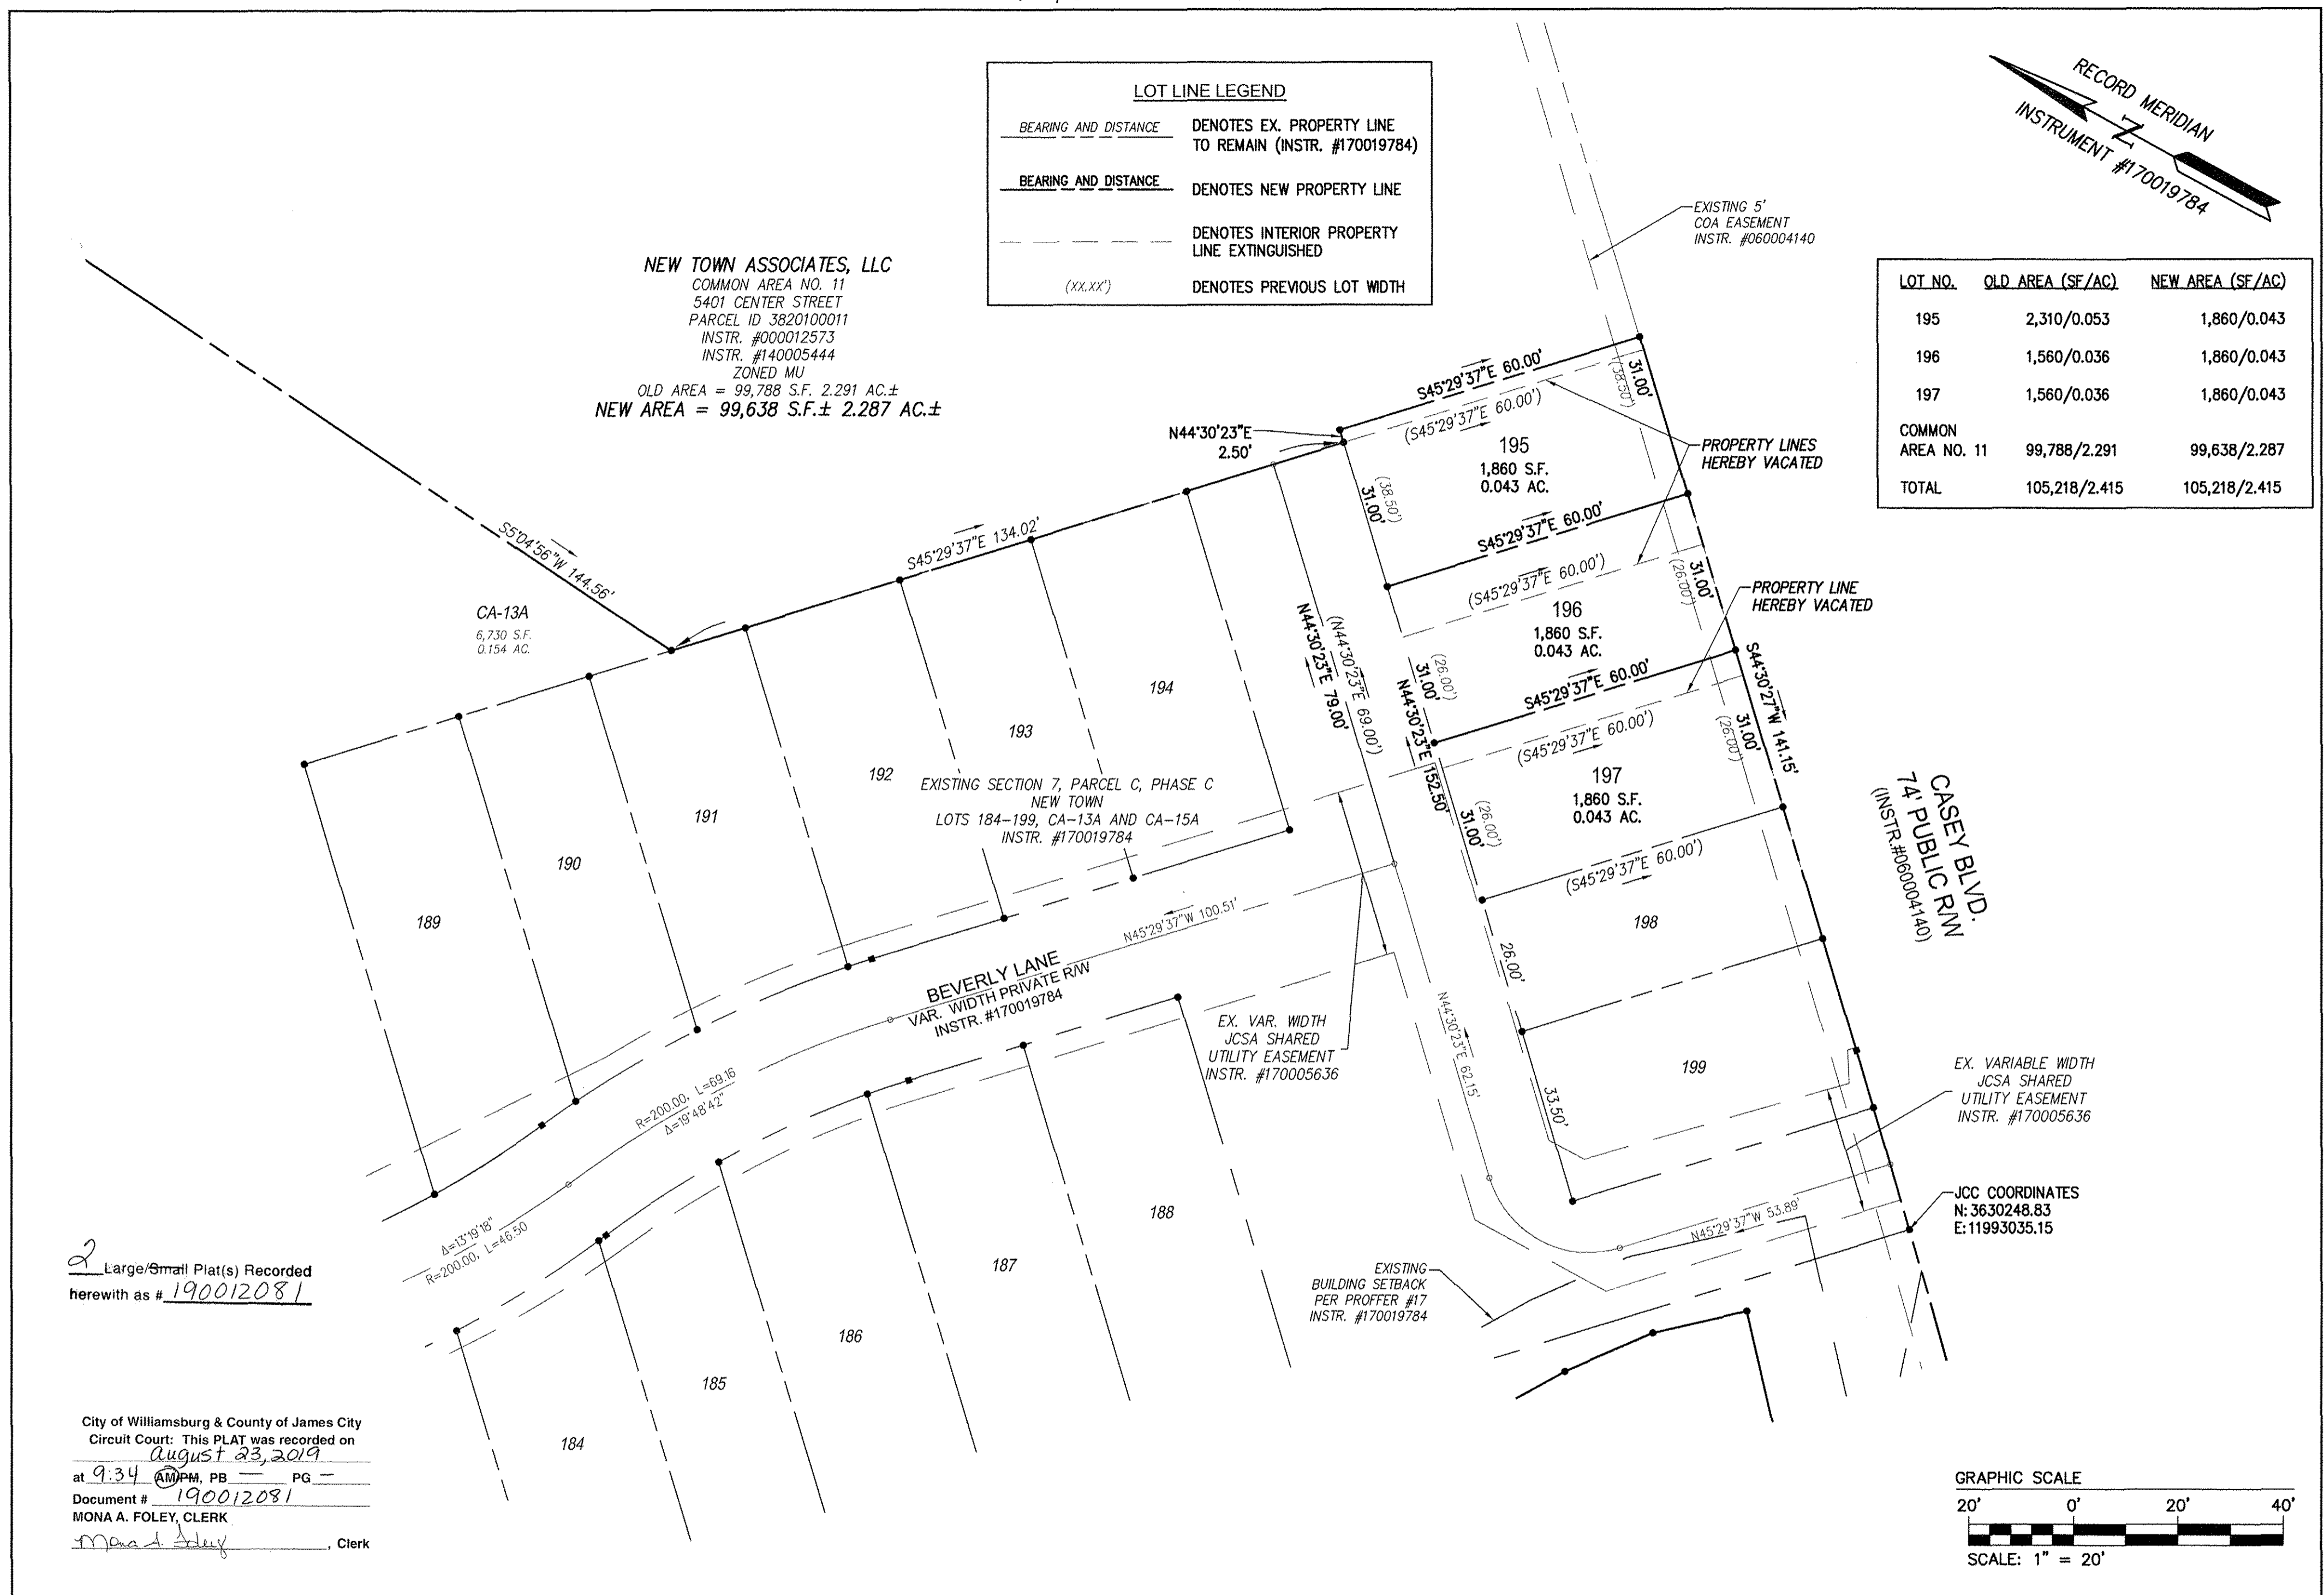 LOT LINE LEGEND
BEARING AND DISTANCE DENOTES EX. PROPERTY LINE
TO REMAIN (INSTR. #170019784)
BEARING AND DISTANCE DENOTES NEW PROPERTY LINE
DENOTES INTERIOR PROPERTY
LINE EXTINGUISHED
(XX.XX') DENOTES PREVIOUS LOT WIDTH
RECORD MERIDIAN
N
INSTRUMENT #170019784
EXISTING 5'
COA EASEMENT
INSTR. #060004140
LOT NO. OLD AREA (SF/AC) NEW AREA (SF/AC)
195 2,310/0.053 1,860/0.043
196 1,560/0.036 1,860/0.043
197 1,560/0.036 1,860/0.043
COMMON
AREA NO. 11 99,788/2.291 99,638/2.287
TOTAL 105,218/2.415 105,218/2.415
NEW TOWN ASSOCIATES, LLC
COMMON AREA NO. 11
5401 CENTER STREET
PARCEL ID 3820100011
INSTR. #000012573
INSTR. #140005444
ZONED MU
OLD AREA = 99,788 S.F. 2.291 AC.±
NEW AREA = 99,638 S.F.± 2.287 AC.±
S5°04'56"W 144.56'
CA-13A
6,730 S.F.
0.154 AC.
S45°29'37"E 134.02'
N44°30'23"E
2.50'
S45°29'37"E 60.00'
(S45°29'37"E 60.00')
31.00'
(38.50')
195
1,860 S.F.
0.043 AC.
(38.50')
31.00'
PROPERTY LINES
HEREBY VACATED
S45°29'37"E 60.00'
(S45°29'37"E 60.00')
31.00'
(26.00')
196
1,860 S.F.
0.043 AC.
(26.00')
31.00'
PROPERTY LINE
HEREBY VACATED
S45°29'37"E 60.00'
(S45°29'37"E 60.00')
S44°30'27"W 141.15'
31.00'
(26.00')
197
1,860 S.F.
0.043 AC.
(26.00')
31.00'
N44°30'23"E 152.50'
(N44°30'23"E 69.00')
N44°30'23"E 79.00'
(S45°29'37"E 60.00')
198
26.00'
199
33.50'
CASEY BLVD.
74' PUBLIC R/W
(INSTR.#060004140)
189
190
191
192
193
194
EXISTING SECTION 7, PARCEL C, PHASE C
NEW TOWN
LOTS 184-199, CA-13A AND CA-15A
INSTR. #170019784
N45°29'37"W 100.51'
BEVERLY LANE
VAR. WIDTH PRIVATE R/W
INSTR. #170019784
R=200.00, L=69.16
Δ=19°48'42"
Δ=13°19'18"
R=200.00, L=46.50
EX. VAR. WIDTH
JCSA SHARED
UTILITY EASEMENT
INSTR. #170005636
N44°30'23"E 62.15'
EX. VARIABLE WIDTH
JCSA SHARED
UTILITY EASEMENT
INSTR. #170005636
JCC COORDINATES
N: 3630248.83
E: 11993035.15
N45°29'37"W 53.89'
EXISTING
BUILDING SETBACK
PER PROFFER #17
INSTR. #170019784
188
187
186
185
184
2 Large/Small Plat(s) Recorded
herewith as # 190012081
City of Williamsburg & County of James City
Circuit Court: This PLAT was recorded on
August 23, 2019
at 9:34 AM/PM, PB — PG —
Document # 190012081
MONA A. FOLEY, CLERK
Mona A. Foley, Clerk
GRAPHIC SCALE
20' 0' 20' 40'
SCALE: 1" = 20'